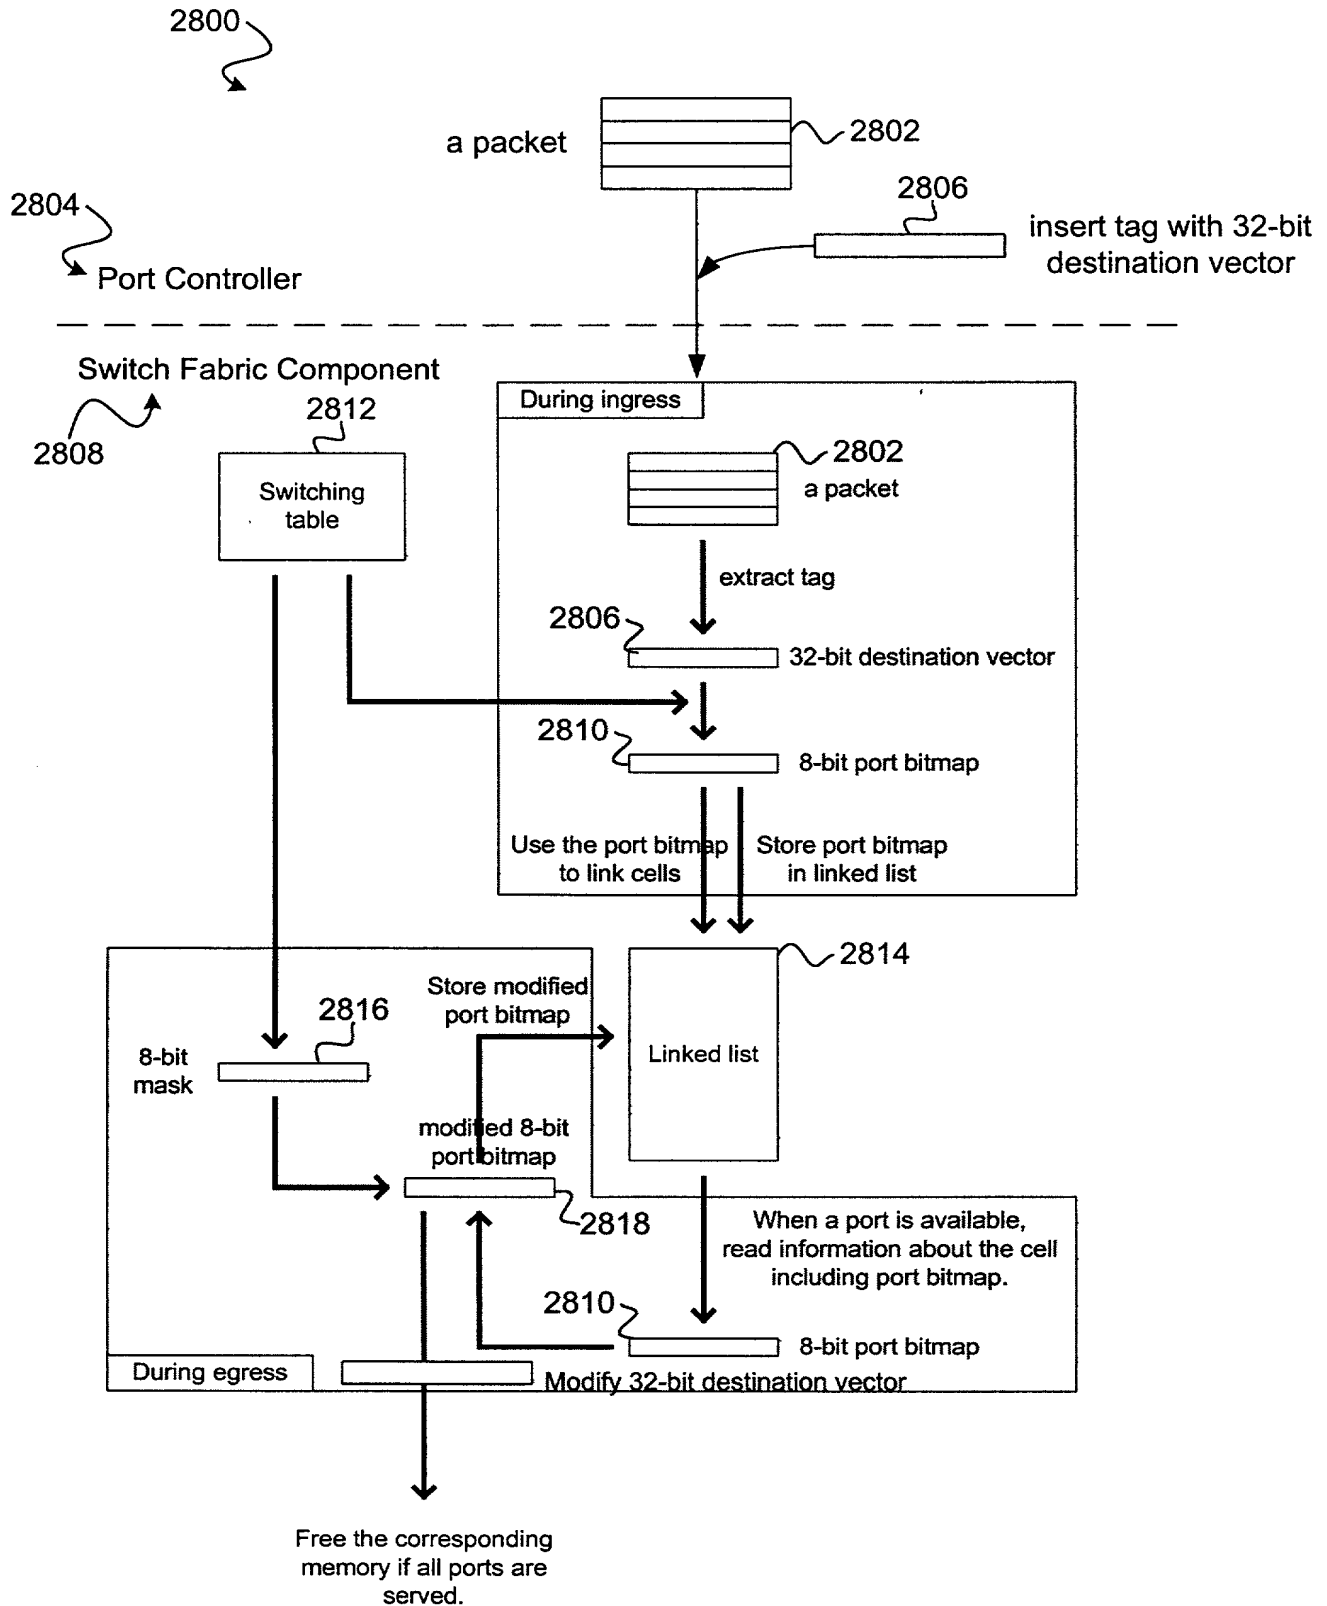 2800
a packet
2802
2806
insert tag with 32-bit
destination vector
2804
Port Controller
Switch Fabric Component
2808
2812
Switching
table
During ingress
2802
a packet
extract tag
2806
32-bit destination vector
2810
8-bit port bitmap
Use the port bitmap
to link cells
Store port bitmap
in linked list
2814
Linked list
Store modified
port bitmap
2816
8-bit
mask
modified 8-bit
port bitmap
2818
When a port is available,
read information about the cell
including port bitmap.
2810
8-bit port bitmap
During egress
Modify 32-bit destination vector
Free the corresponding
memory if all ports are
served.